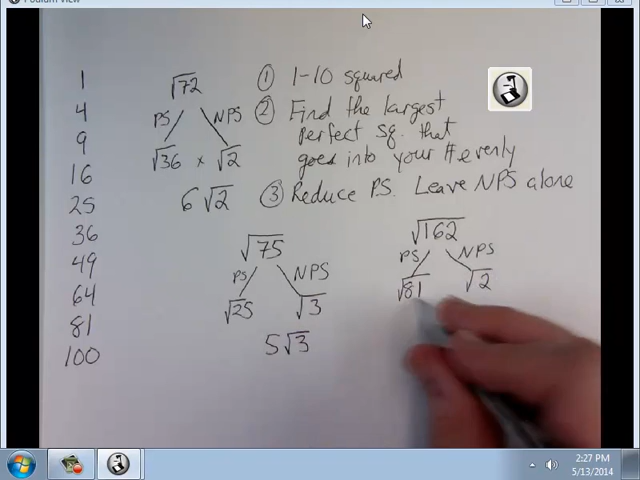 Podium View
1
4
9
16
25
36
49
64
81
100
√72
PS NPS
√36 x √2
6√2
① 1-10 squared
② Find the largest
perfect sq. that
goes into your # evenly
③ Reduce P.S. Leave NPS alone
√75
PS NPS
√25 √3
5√3
√162
PS NPS
√81 √2
2:27 PM
5/13/2014